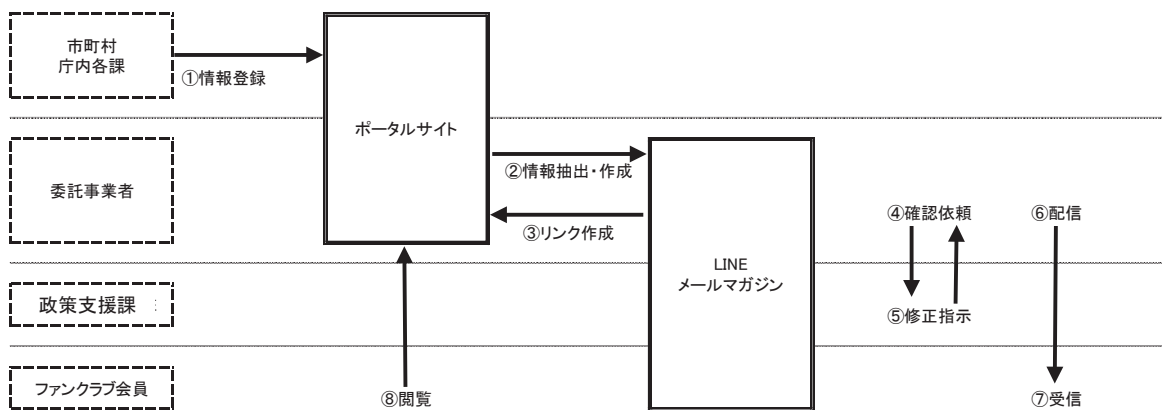 市町村
庁内各課
①情報登録
ポータルサイト
②情報抽出・作成
委託事業者
④確認依頼
⑥配信
③リンク作成
LINE
メールマガジン
政策支援課
⑤修正指示
ファンクラブ会員
⑧閲覧
⑦受信